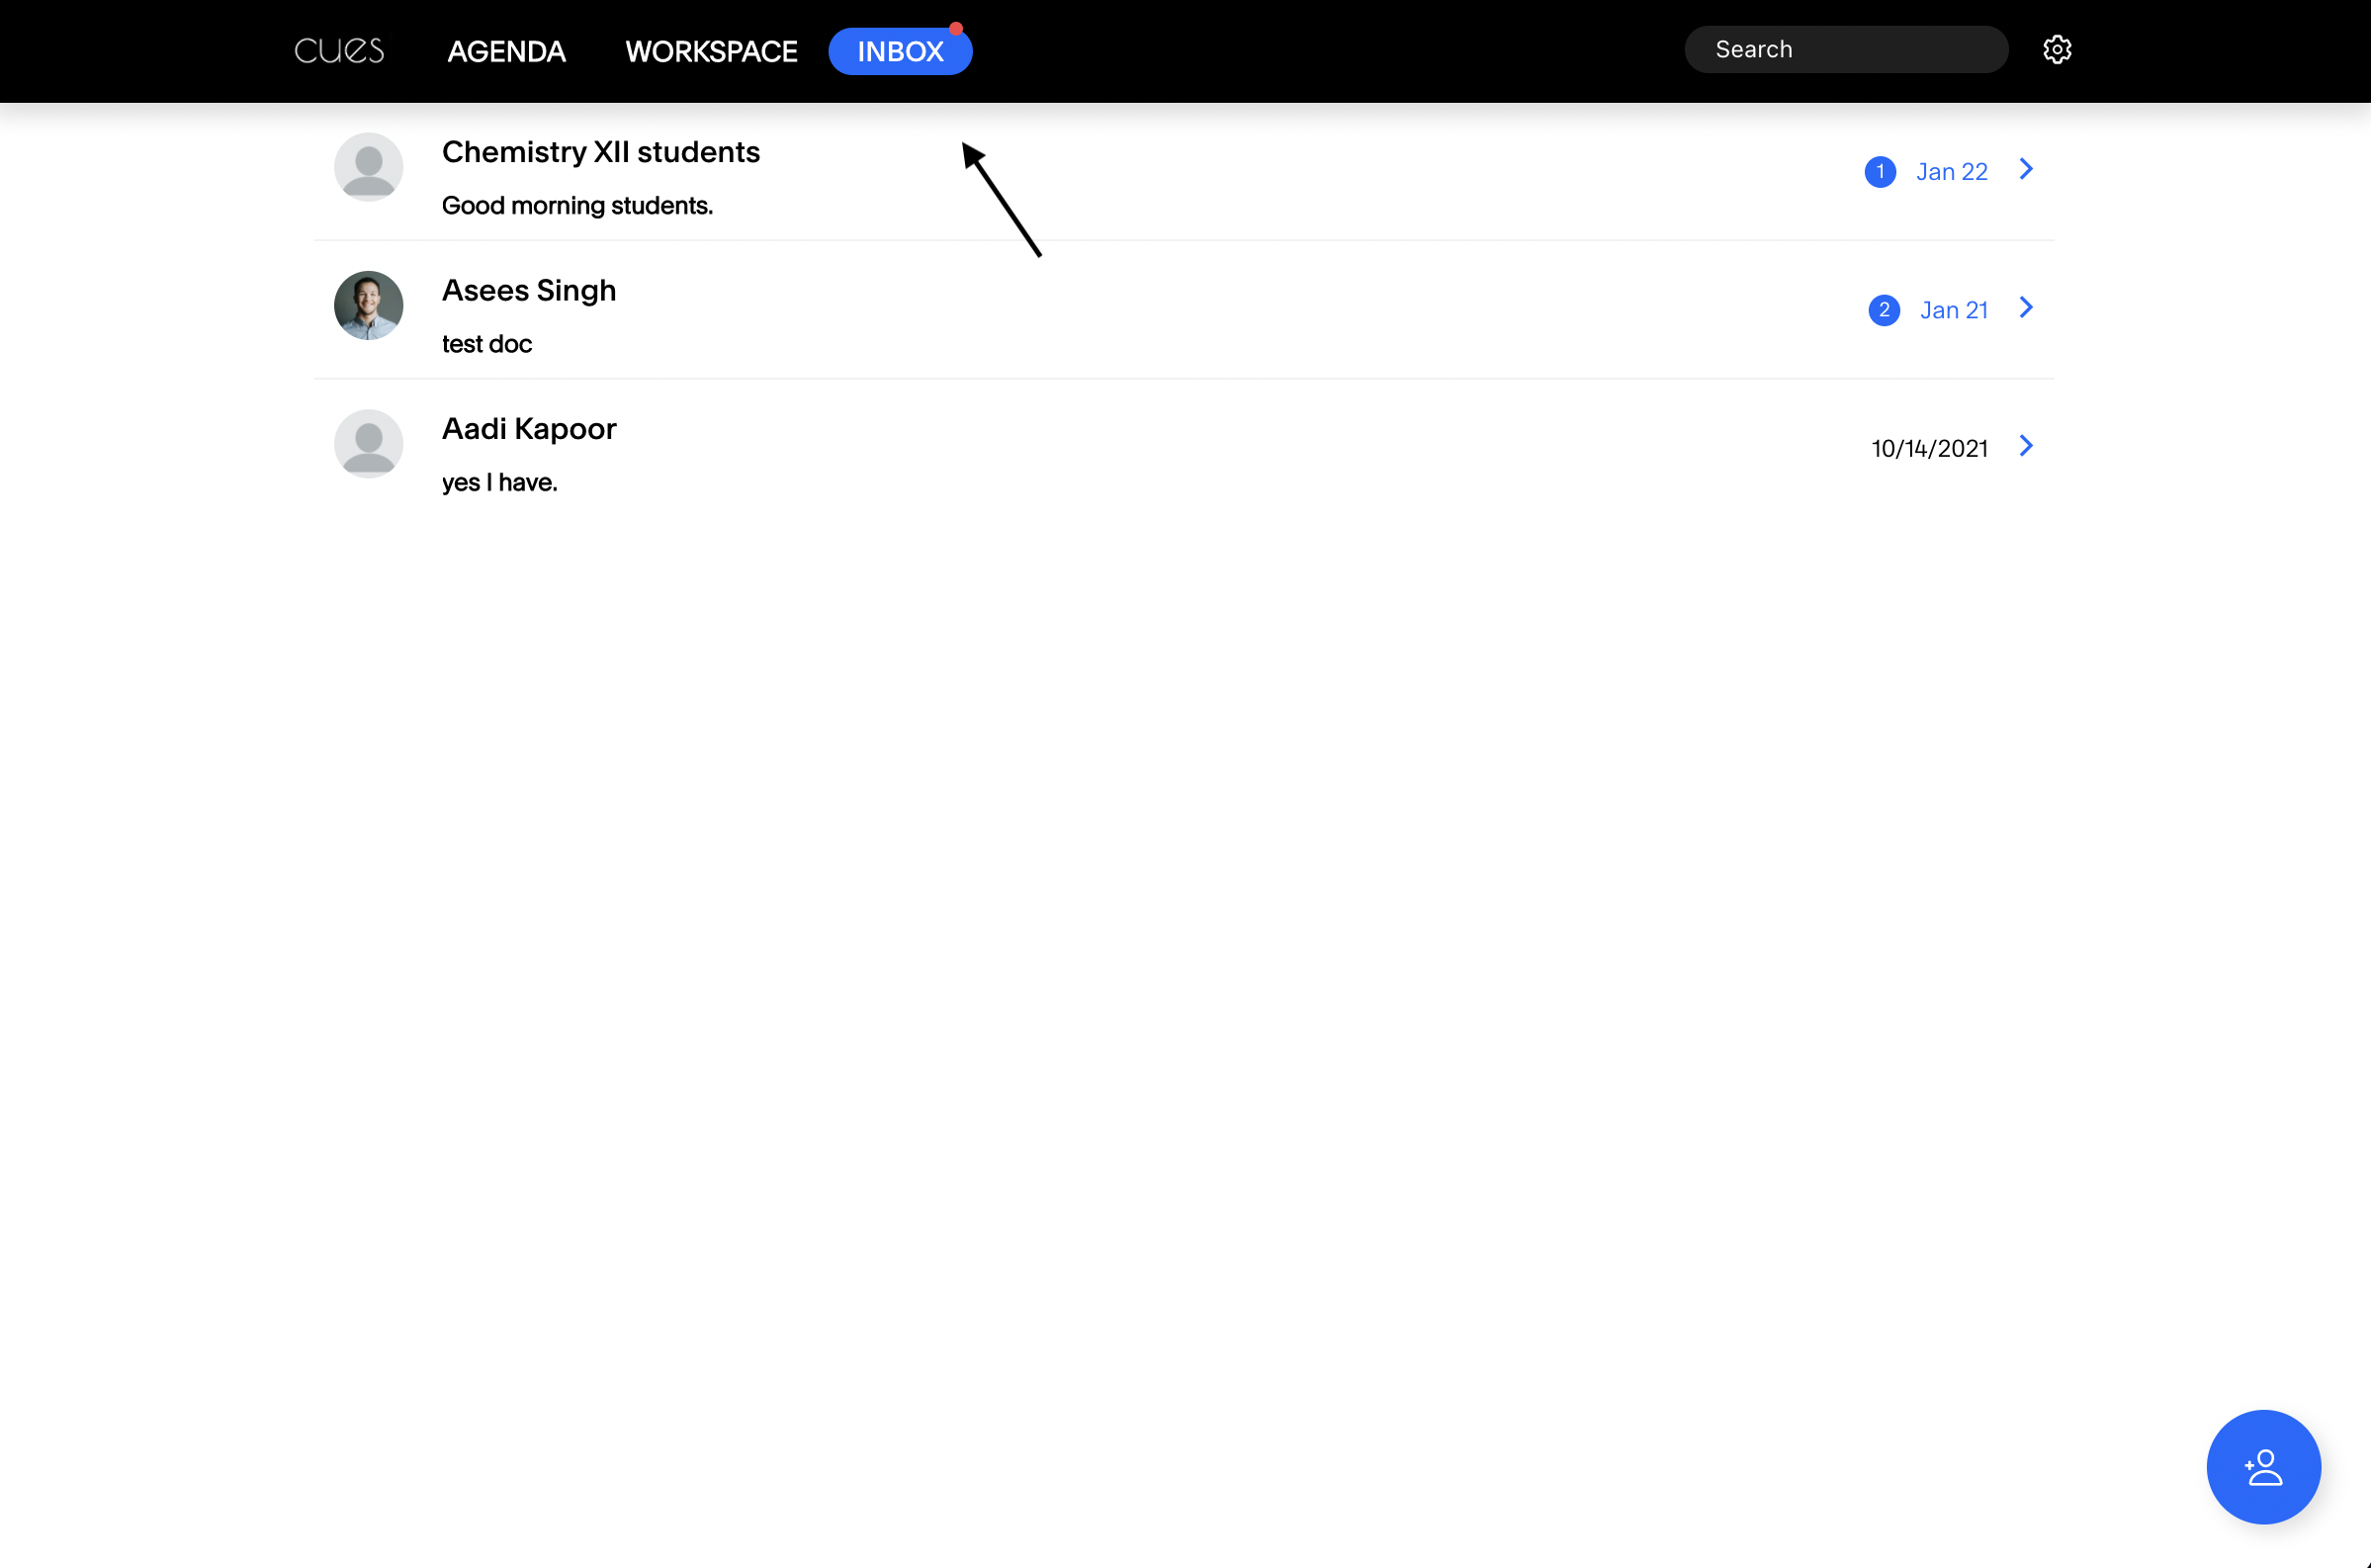 cues AGENDA WORKSPACE INBOX Search
Chemistry XII students
Good morning students.
1 Jan 22
Asees Singh
test doc
2 Jan 21
Aadi Kapoor
yes I have.
10/14/2021